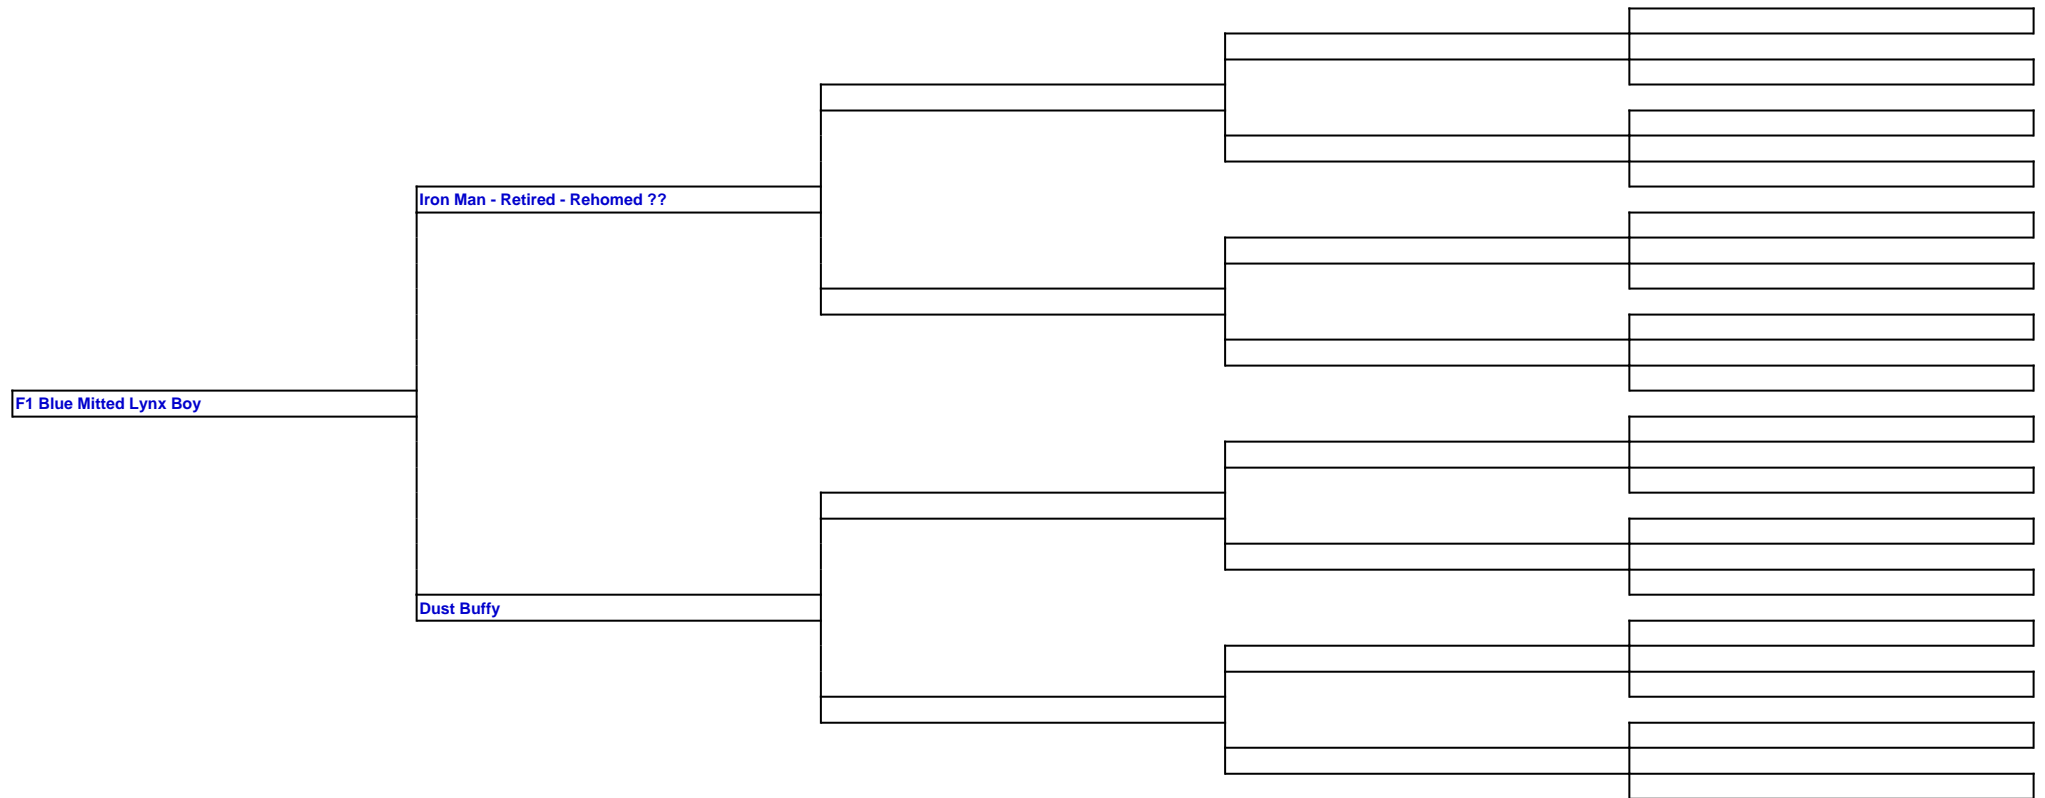 Iron Man - Retired - Rehomed ??
F1 Blue Mitted Lynx Boy
Dust Buffy